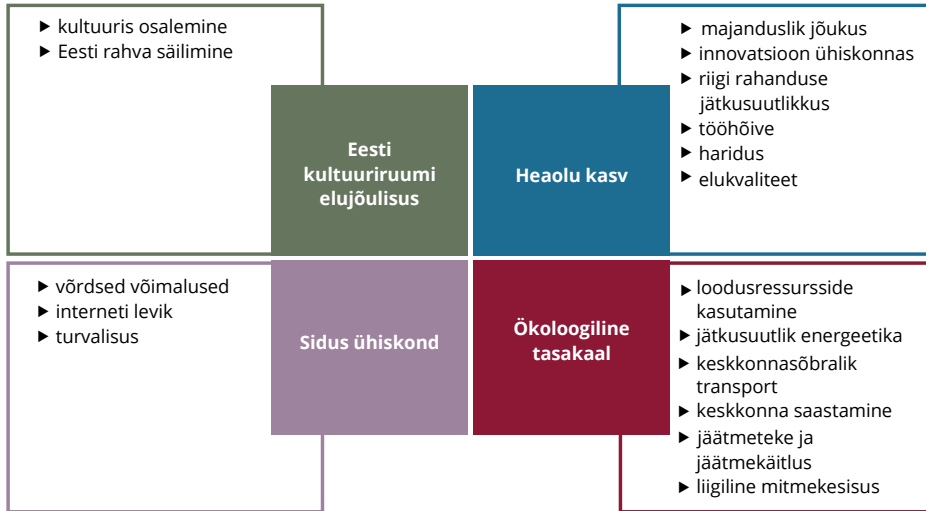 ▶ kultuuris osalemine
▶ Eesti rahva säilimine
Eesti
kultuuriruumi
elujõulisus
Heaolu kasv
▶ majanduslik jõukus
▶ innovatsioon ühiskonnas
▶ riigi rahanduse
jätkusuutlikkus
▶ tööhõive
▶ haridus
▶ elukvaliteet
▶ võrdsed võimalused
▶ interneti levik
▶ turvalisus
Sidus ühiskond
Ökoloogiline
tasakaal
▶ loodusressursside
kasutamine
▶ jätkusuutlik energeetika
▶ keskkonnasõbralik
transport
▶ keskkonna saastamine
▶ jäätmeteke ja
jäätmekäitlus
▶ liigiline mitmekesisus